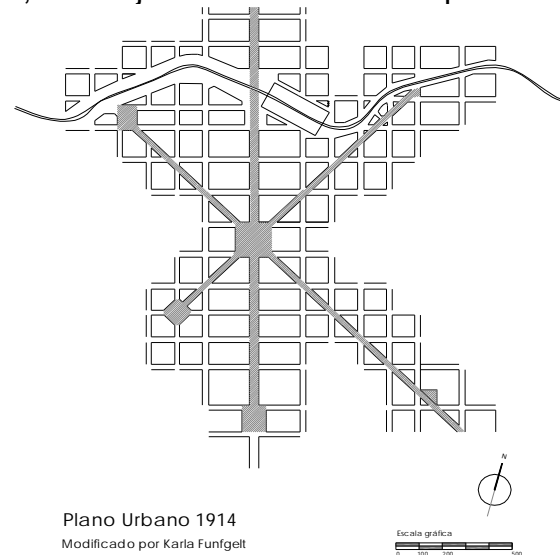 N
Plano Urbano 1914
Modificado por Karla Funfgelt
Escala gráfica
0 100 200 500